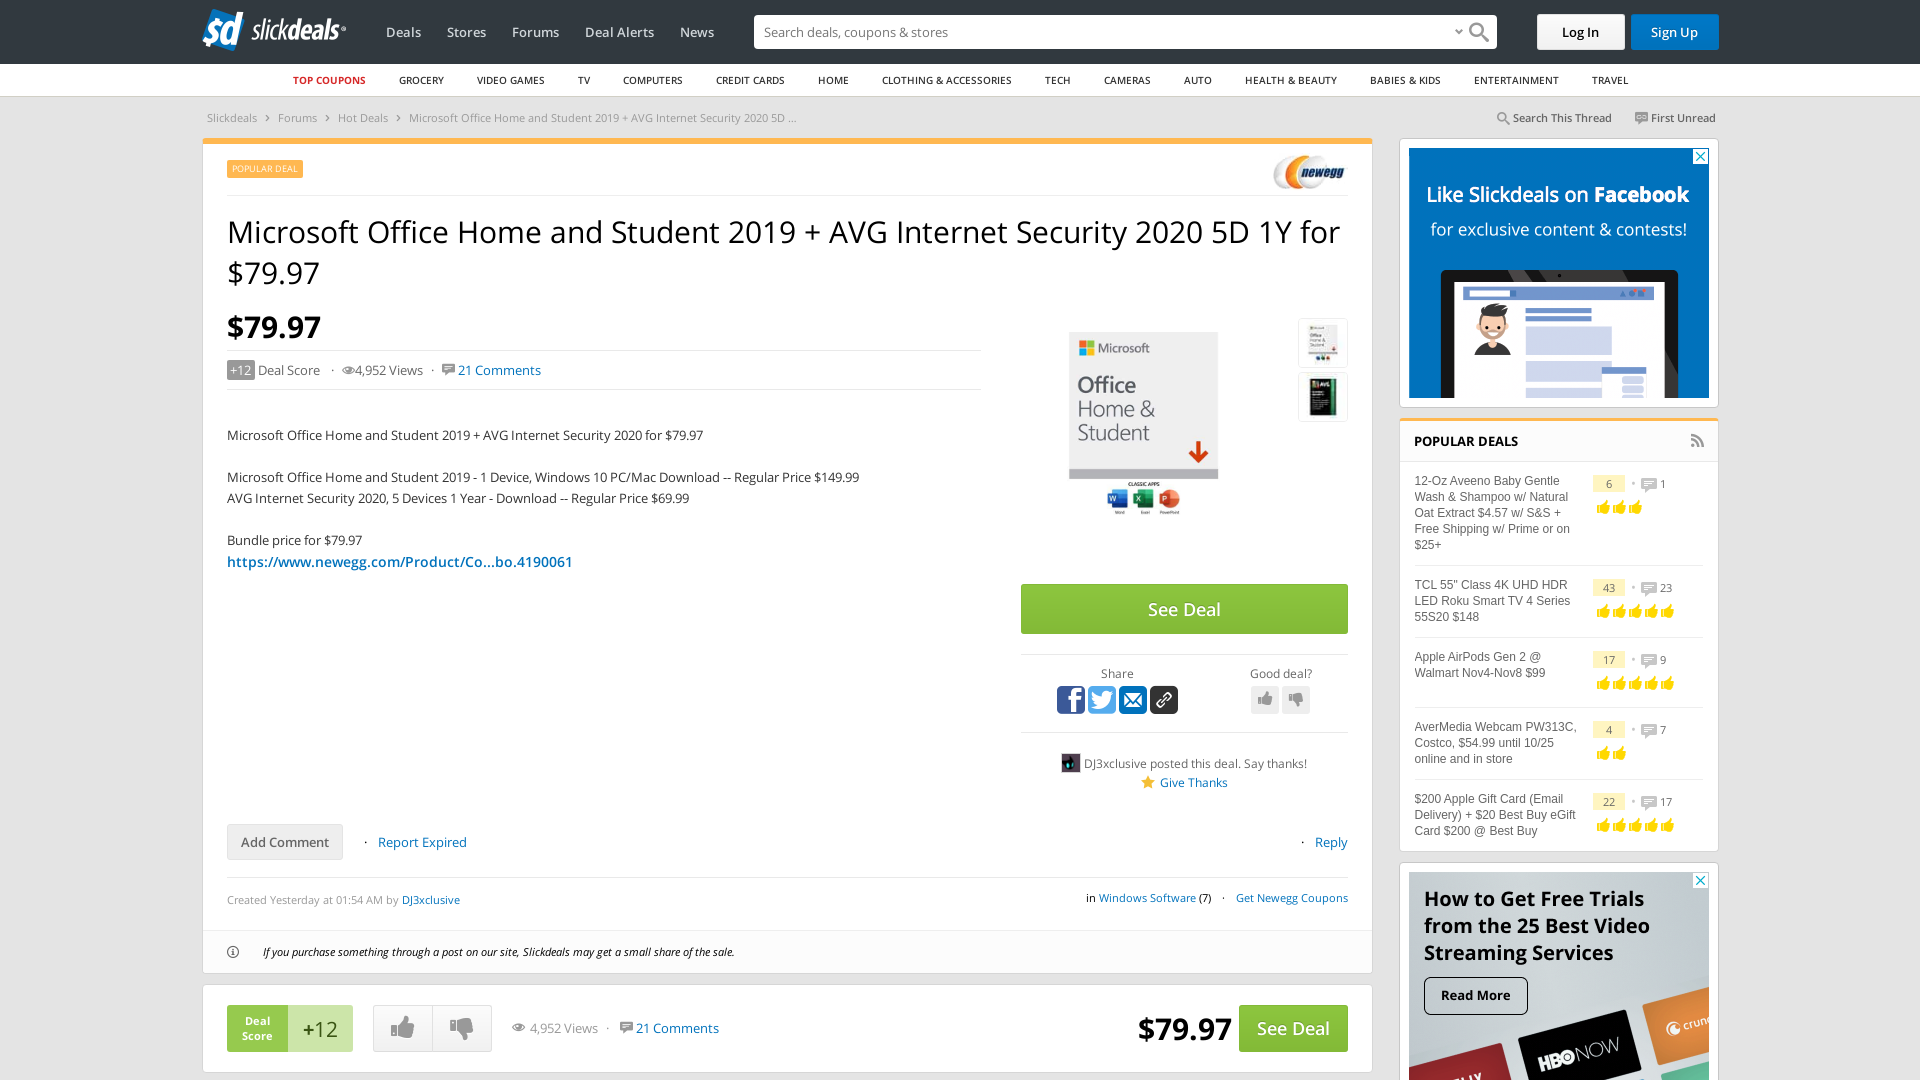 slickdeals
Deals
Stores
Forums
Deal Alerts
News
Search deals, coupons & stores
Log In
Sign Up
TOP COUPONS
GROCERY
VIDEO GAMES
TV
COMPUTERS
CREDIT CARDS
HOME
CLOTHING & ACCESSORIES
TECH
CAMERAS
AUTO
HEALTH & BEAUTY
BABIES & KIDS
ENTERTAINMENT
TRAVEL
Slickdeals › Forums › Hot Deals › Microsoft Office Home and Student 2019 + AVG Internet Security 2020 5D ...
Search This Thread
First Unread
POPULAR DEAL
newegg
Microsoft Office Home and Student 2019 + AVG Internet Security 2020 5D 1Y for
$79.97
$79.97
+12 Deal Score · 4,952 Views · 21 Comments
Microsoft Office Home and Student 2019 + AVG Internet Security 2020 for $79.97
Microsoft Office Home and Student 2019 - 1 Device, Windows 10 PC/Mac Download -- Regular Price $149.99
AVG Internet Security 2020, 5 Devices 1 Year - Download -- Regular Price $69.99
Bundle price for $79.97
https://www.newegg.com/Product/Co...bo.4190061
Microsoft
Office
Home &
Student
CLASSIC APPS
Word Excel PowerPoint
See Deal
Share
Good deal?
DJ3xclusive posted this deal. Say thanks!
Give Thanks
Add Comment
· Report Expired
· Reply
Created Yesterday at 01:54 AM by DJ3xclusive
in Windows Software (7) · Get Newegg Coupons
If you purchase something through a post on our site, Slickdeals may get a small share of the sale.
Deal
Score
+12
4,952 Views · 21 Comments
$79.97
See Deal
Like Slickdeals on Facebook
for exclusive content & contests!
POPULAR DEALS
12-Oz Aveeno Baby Gentle
Wash & Shampoo w/ Natural
Oat Extract $4.57 w/ S&S +
Free Shipping w/ Prime or on
$25+
6 • 1
TCL 55" Class 4K UHD HDR
LED Roku Smart TV 4 Series
55S20 $148
43 • 23
Apple AirPods Gen 2 @
Walmart Nov4-Nov8 $99
17 • 9
AverMedia Webcam PW313C,
Costco, $54.99 until 10/25
online and in store
4 • 7
$200 Apple Gift Card (Email
Delivery) + $20 Best Buy eGift
Card $200 @ Best Buy
22 • 17
How to Get Free Trials
from the 25 Best Video
Streaming Services
Read More
HBO NOW